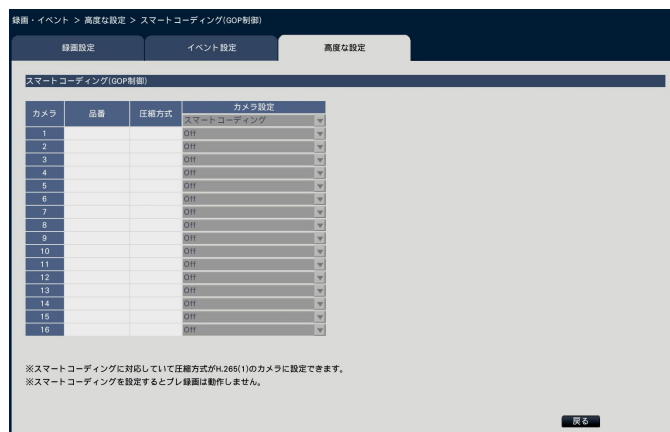 録画・イベント > 高度な設定 > スマートコーディング(GOP制御)
録画設定 イベント設定 高度な設定
スマートコーディング(GOP制御)
カメラ 品番 圧縮方式 カメラ設定
スマートコーディング
1 Off
2 Off
3 Off
4 Off
5 Off
6 Off
7 Off
8 Off
9 Off
10 Off
11 Off
12 Off
13 Off
14 Off
15 Off
16 Off
※スマートコーディングに対応していて圧縮方式がH.265(1)のカメラに設定できます。
※スマートコーディングを設定するとプレ録画は動作しません。
戻る